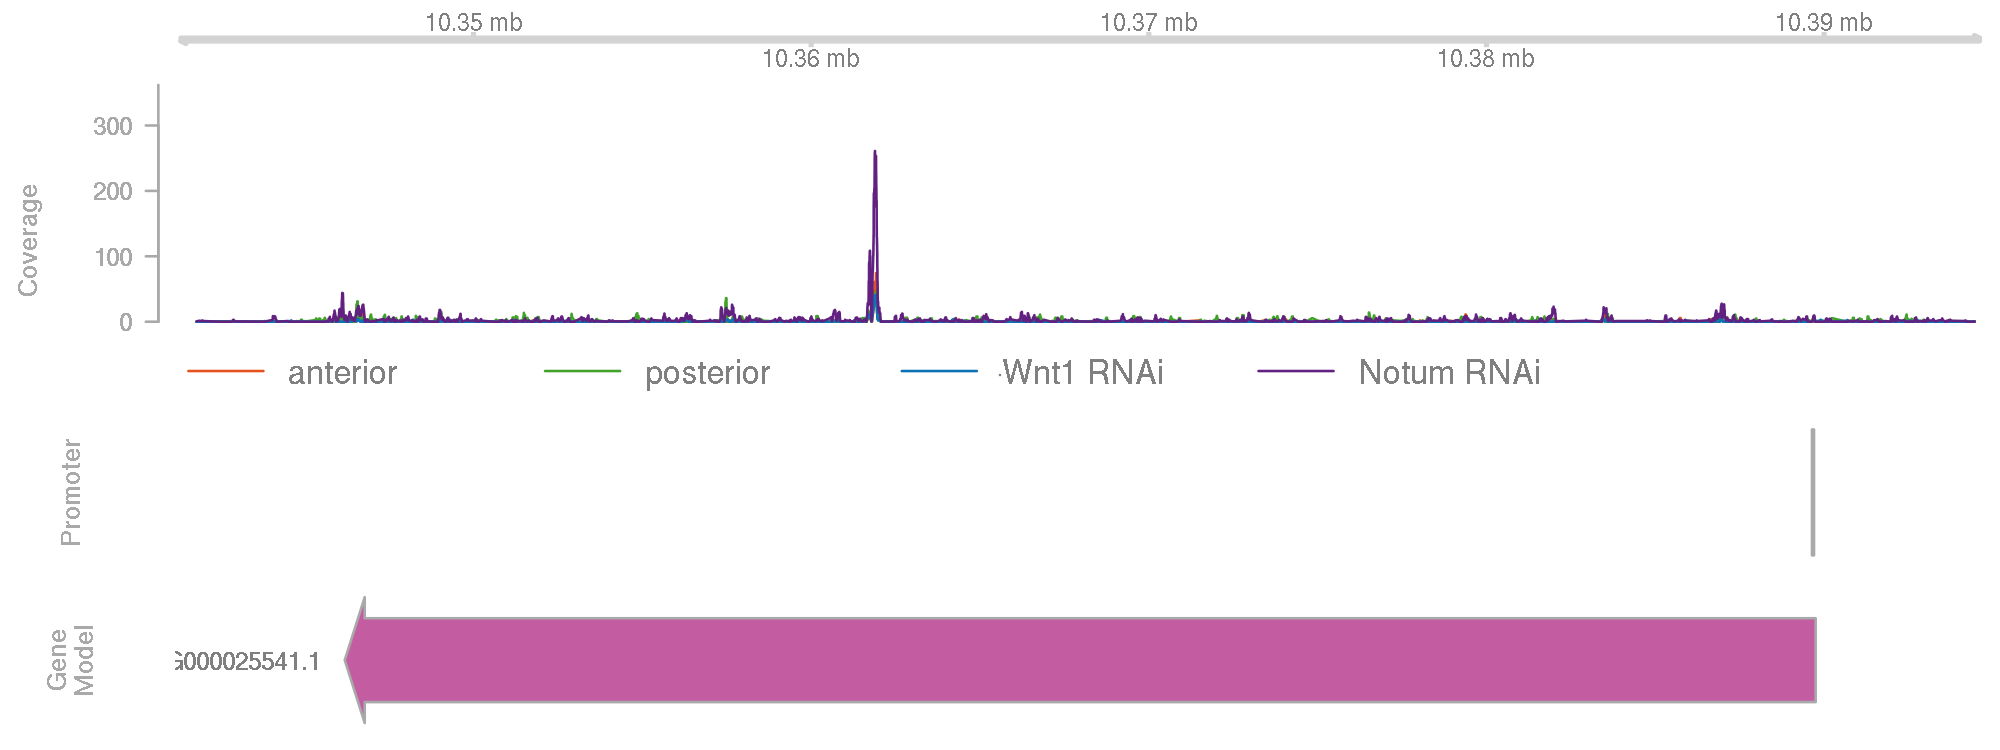 10.35 mb 10.37 mb 10.39 mb
10.36 mb 10.38 mb
Coverage
300
200
100
0
anterior posterior Wnt1 RNAi Notum RNAi
Promoter
Gene
Model
G000025541.1